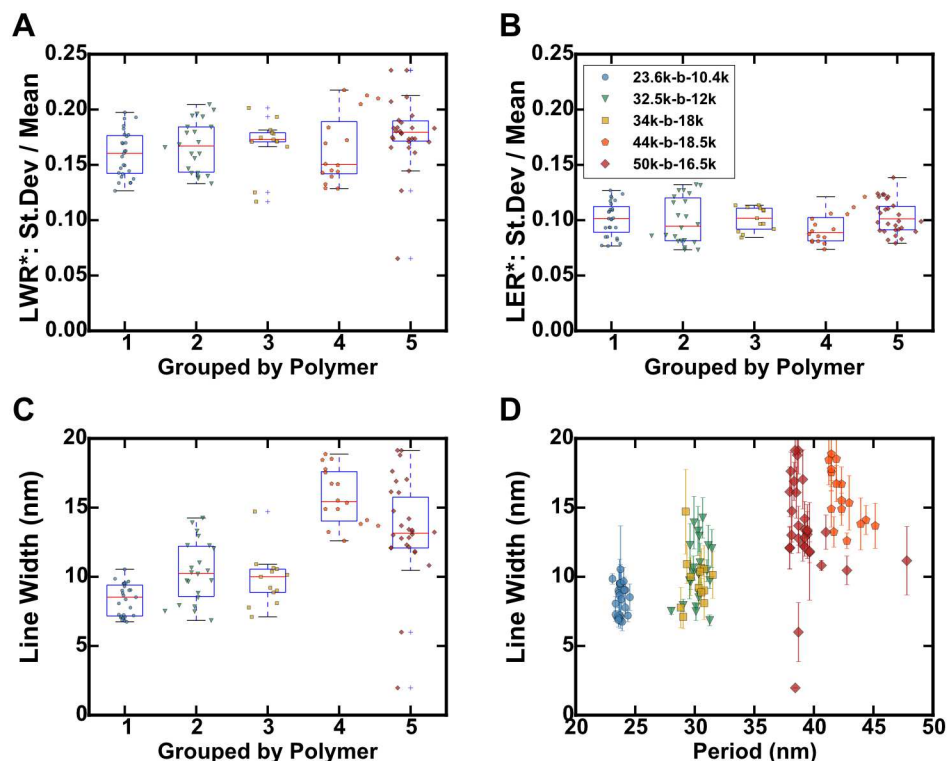 A
0.25
0.20
0.15
0.10
0.05
0.00
LWR*: St.Dev / Mean
1 2 3 4 5
Grouped by Polymer
B
0.25
0.20
0.15
0.10
0.05
0.00
LER*: St.Dev / Mean
23.6k-b-10.4k
32.5k-b-12k
34k-b-18k
44k-b-18.5k
50k-b-16.5k
1 2 3 4 5
Grouped by Polymer
C
20
15
10
5
0
Line Width (nm)
1 2 3 4 5
Grouped by Polymer
D
20
15
10
5
0
Line Width (nm)
20 25 30 35 40 45 50
Period (nm)